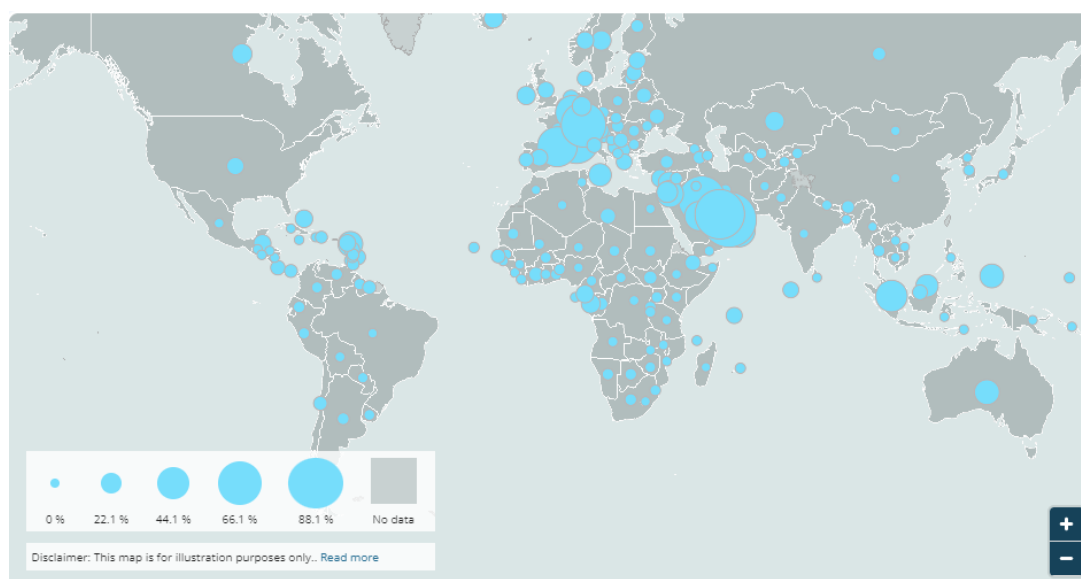 0 % 22.1 % 44.1 % 66.1 % 88.1 % No data
Disclaimer: This map is for illustration purposes only.. Read more
+
−